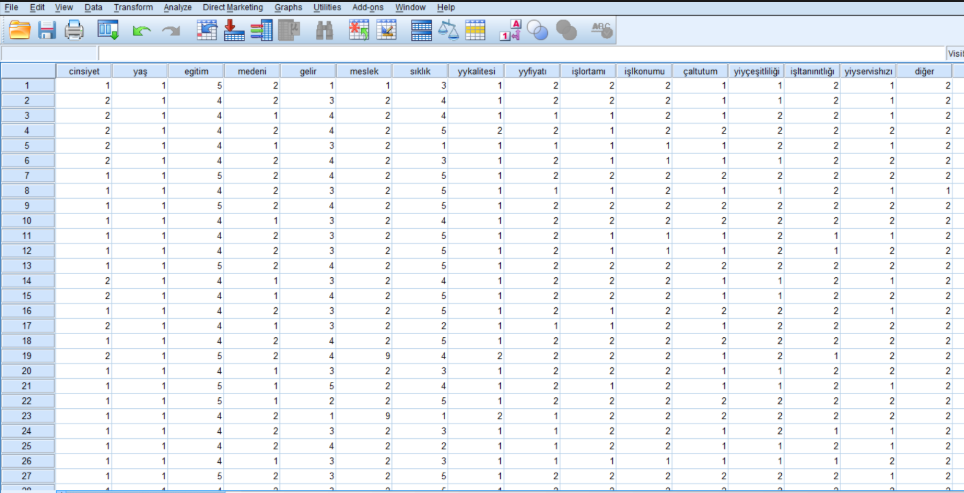 File Edit View Data Transform Analyze Direct Marketing Graphs Utilities Add-ons Window Help
Visi
cinsiyet yaş egitim medeni gelir meslek sıklık yykalitesi yyfiyatı işlortamı işlkonumu çaltutum yiyçeşitliliği işltanınıtlığı yiyservishızı diğer
1 1 1 5 2 1 1 3 1 2 2 2 1 1 2 1 2
2 2 1 4 2 3 2 4 1 2 2 2 1 1 2 1 2
3 2 1 4 1 4 2 4 1 1 2 2 1 2 2 1 2
4 2 1 4 2 4 2 5 2 2 1 2 2 2 2 2 2
5 2 1 4 1 3 2 1 1 1 1 1 1 1 1 2 2
6 2 1 4 2 4 2 3 1 2 1 1 1 1 2 2 2
7 1 1 5 2 4 2 5 1 2 2 2 2 2 2 1 2
8 1 1 4 2 3 2 5 1 2 2 2 1 1 2 1 1
9 1 1 5 2 4 2 5 1 2 2 2 2 2 2 2 2
10 1 1 4 1 3 2 4 1 2 2 2 1 2 2 2 2
11 1 1 4 2 3 2 5 1 2 1 1 1 2 1 1 2
12 1 1 4 2 3 2 5 1 2 1 1 1 2 1 1 2
13 1 1 5 2 4 2 5 1 2 2 2 2 2 2 2 2
14 2 1 4 1 3 2 4 1 2 1 2 1 1 2 1 2
15 2 1 4 1 4 2 5 1 2 2 2 1 1 2 2 2
16 1 1 4 2 3 2 5 1 2 1 2 2 2 2 1 2
17 2 1 4 1 3 2 2 1 1 1 2 1 2 2 2 2
18 1 1 4 2 4 2 5 1 2 2 2 2 2 2 2 2
19 2 1 5 2 4 9 4 2 2 2 2 1 2 1 2 2
20 1 1 4 1 3 2 3 1 2 2 2 1 1 2 1 2
21 1 1 5 1 5 2 4 1 2 1 2 1 1 2 1 2
22 1 1 5 1 2 2 5 1 2 2 2 2 2 2 2 2
23 1 1 4 2 1 9 1 2 1 2 2 2 2 2 2 2
24 1 1 4 2 3 2 3 1 1 2 2 1 1 2 1 2
25 2 1 4 2 4 2 2 1 2 2 2 1 1 2 2 2
26 1 1 4 1 3 2 3 1 1 1 1 1 1 1 2 2
27 1 1 5 2 3 2 5 1 2 2 2 2 2 2 1 2